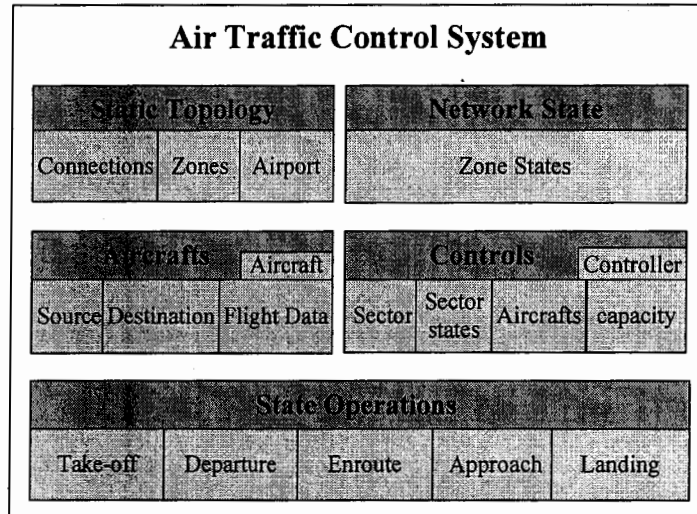 Air Traffic Control System
Static Topology
Connections Zones Airport
Network State
Zone States
Aircrafts
Aircraft
Source Destination Flight Data
Controls
Controller
Sector Sector states Aircrafts capacity
State Operations
Take-off Departure Enroute Approach Landing